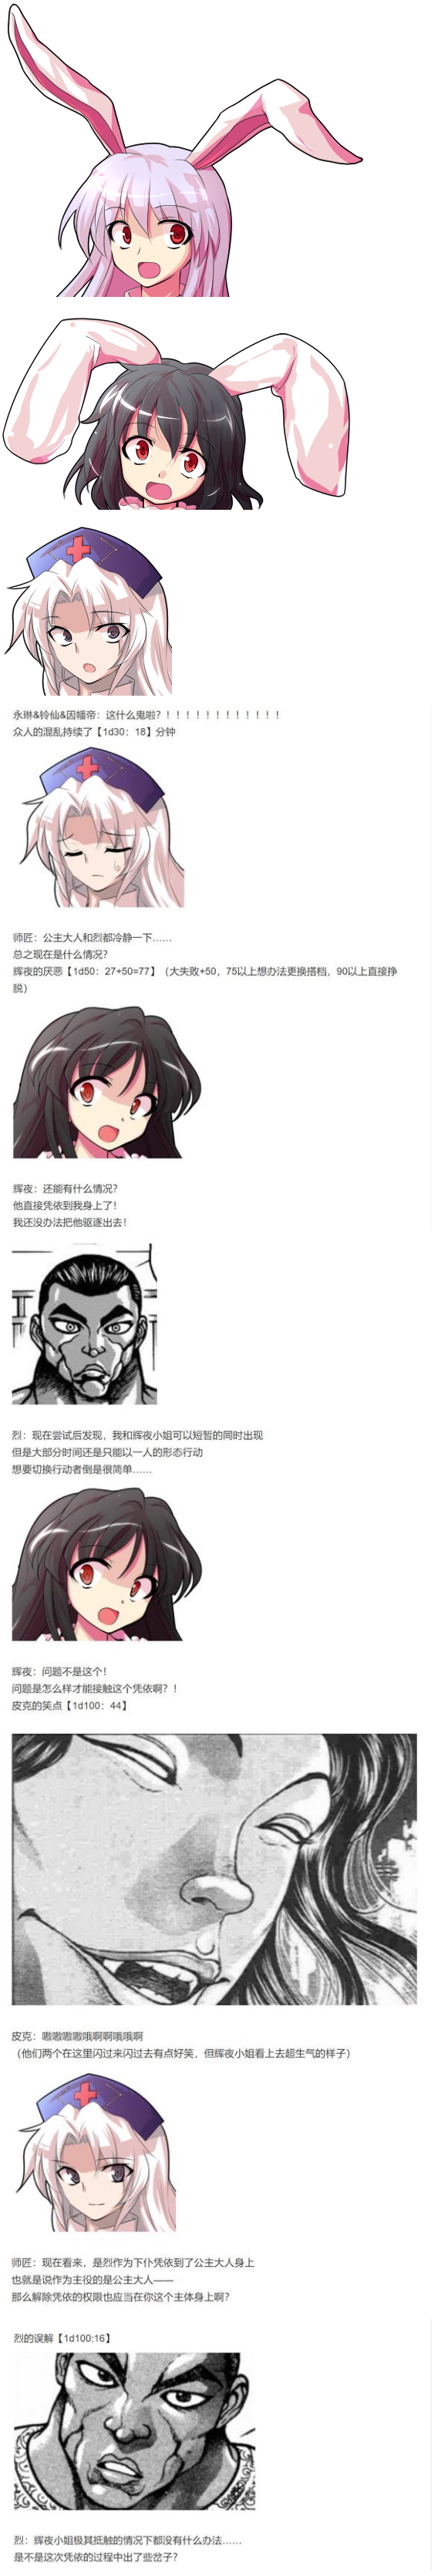 永琳&铃仙&因幡帝：这什么鬼啦？！！！！！！！！！！！！
众人的混乱持续了【1d30：18】分钟
师匠：公主大人和烈都冷静一下……
总之现在是什么情况？
辉夜的厌恶【1d50：27+50=77】（大失败+50，75以上想办法更换搭档，90以上直接挣
脱）
辉夜：还能有什么情况？
他直接凭依到我身上了！
我还没办法把他驱逐出去！
烈：现在尝试后发现，我和辉夜小姐可以短暂的同时出现
但是大部分时间还是只能以一人的形态行动
想要切换行动者倒是很简单……
辉夜：问题不是这个！
问题是怎么样才能接触这个凭依啊？！
皮克的笑点【1d100：44】
皮克：嗷嗷嗷嗷哦啊啊哦哦啊
（他们两个在这里闪过来闪过去有点好笑，但辉夜小姐看上去超生气的样子）
师匠：现在看来，是烈作为下仆凭依到了公主大人身上
也就是说作为主役的是公主大人——
那么解除凭依的权限也应当在你这个主体身上啊？
烈的误解【1d100:16】
烈：辉夜小姐极其抵触的情况下都没有什么办法……
是不是这次凭依的过程中出了些岔子？